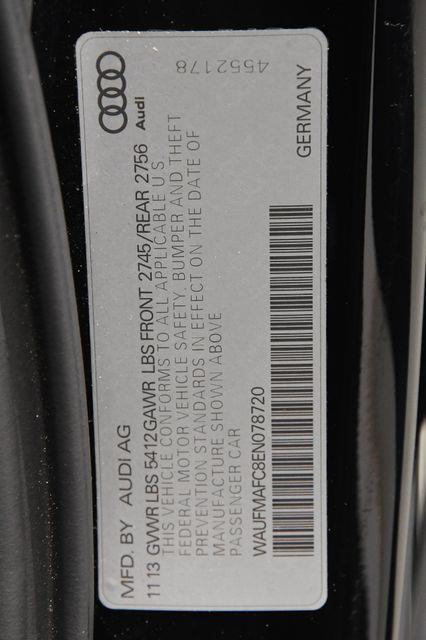 4552178
Audi
MFD. BY AUDI AG
11 13 GVWR LBS 5412 GAWR LBS FRONT 2745/REAR 2756
THIS VEHICLE CONFORMS TO ALL APPLICABLE U.S.
FEDERAL MOTOR VEHICLE SAFETY, BUMPER AND THEFT
PREVENTION STANDARDS IN EFFECT ON THE DATE OF
MANUFACTURE SHOWN ABOVE
PASSENGER CAR
WAUFMAFC8EN078720
GERMANY